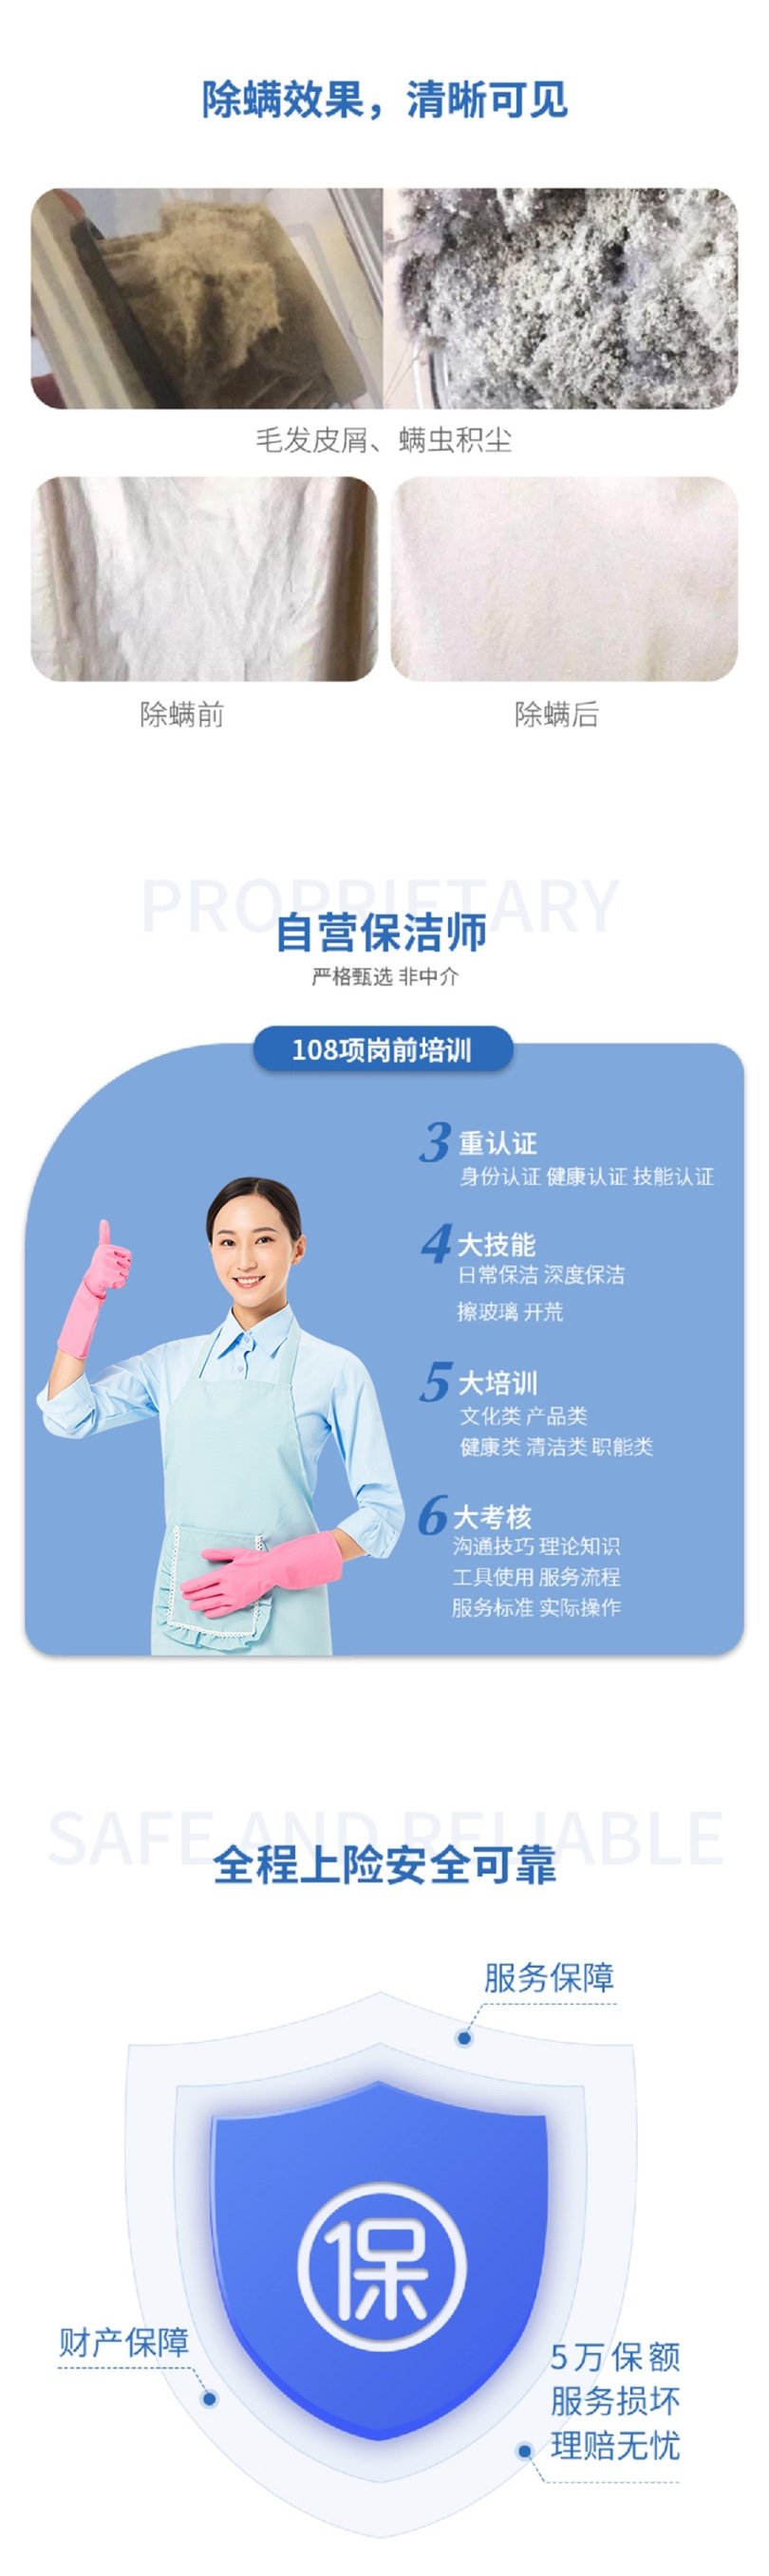 除螨效果，清晰可见
毛发皮屑、螨虫积尘
除螨前
除螨后
PROPRIETARY
自营保洁师
严格甄选 非中介
108项岗前培训
3重认证
身份认证 健康认证 技能认证
4大技能
日常保洁 深度保洁
擦玻璃 开荒
5大培训
文化类 产品类
健康类 清洁类 职能类
6大考核
沟通技巧 理论知识
工具使用 服务流程
服务标准 实际操作
SAFE AND RELIABLE
全程上险安全可靠
服务保障
保
财产保障
5万保额
服务损坏
理赔无忧